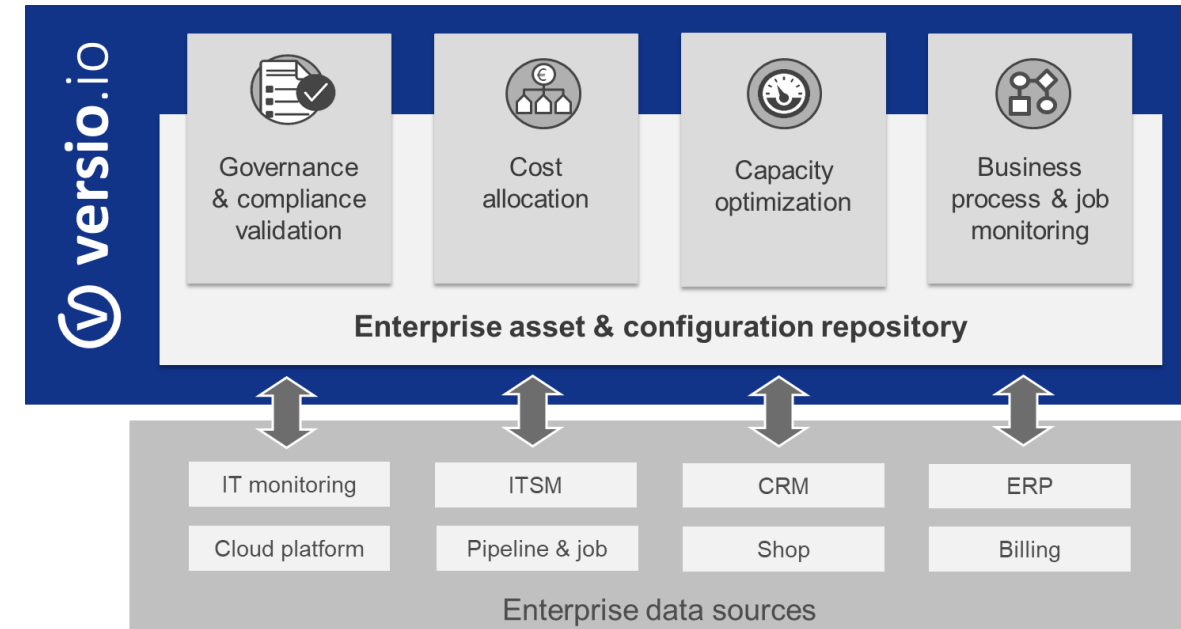 versio.io
Governance
& compliance
validation
€
Cost
allocation
Capacity
optimization
Business
process & job
monitoring
Enterprise asset & configuration repository
IT monitoring
ITSM
CRM
ERP
Cloud platform
Pipeline & job
Shop
Billing
Enterprise data sources